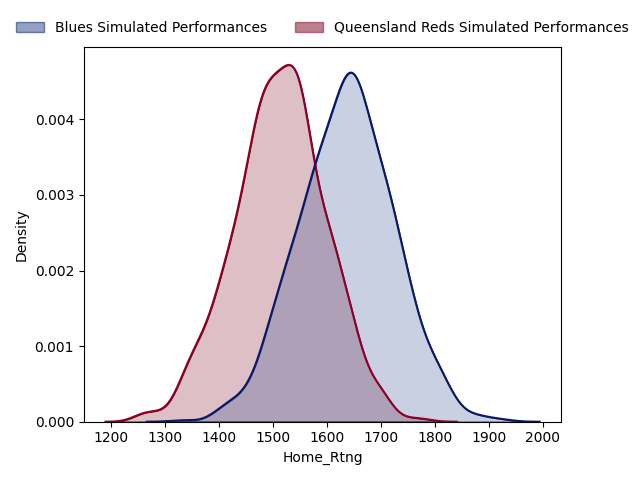 Blues Simulated Performances
Queensland Reds Simulated Performances
0.004
0.003
0.002
0.001
0.000
Density
1200 1300 1400 1500 1600 1700 1800 1900 2000
Home_Rtng